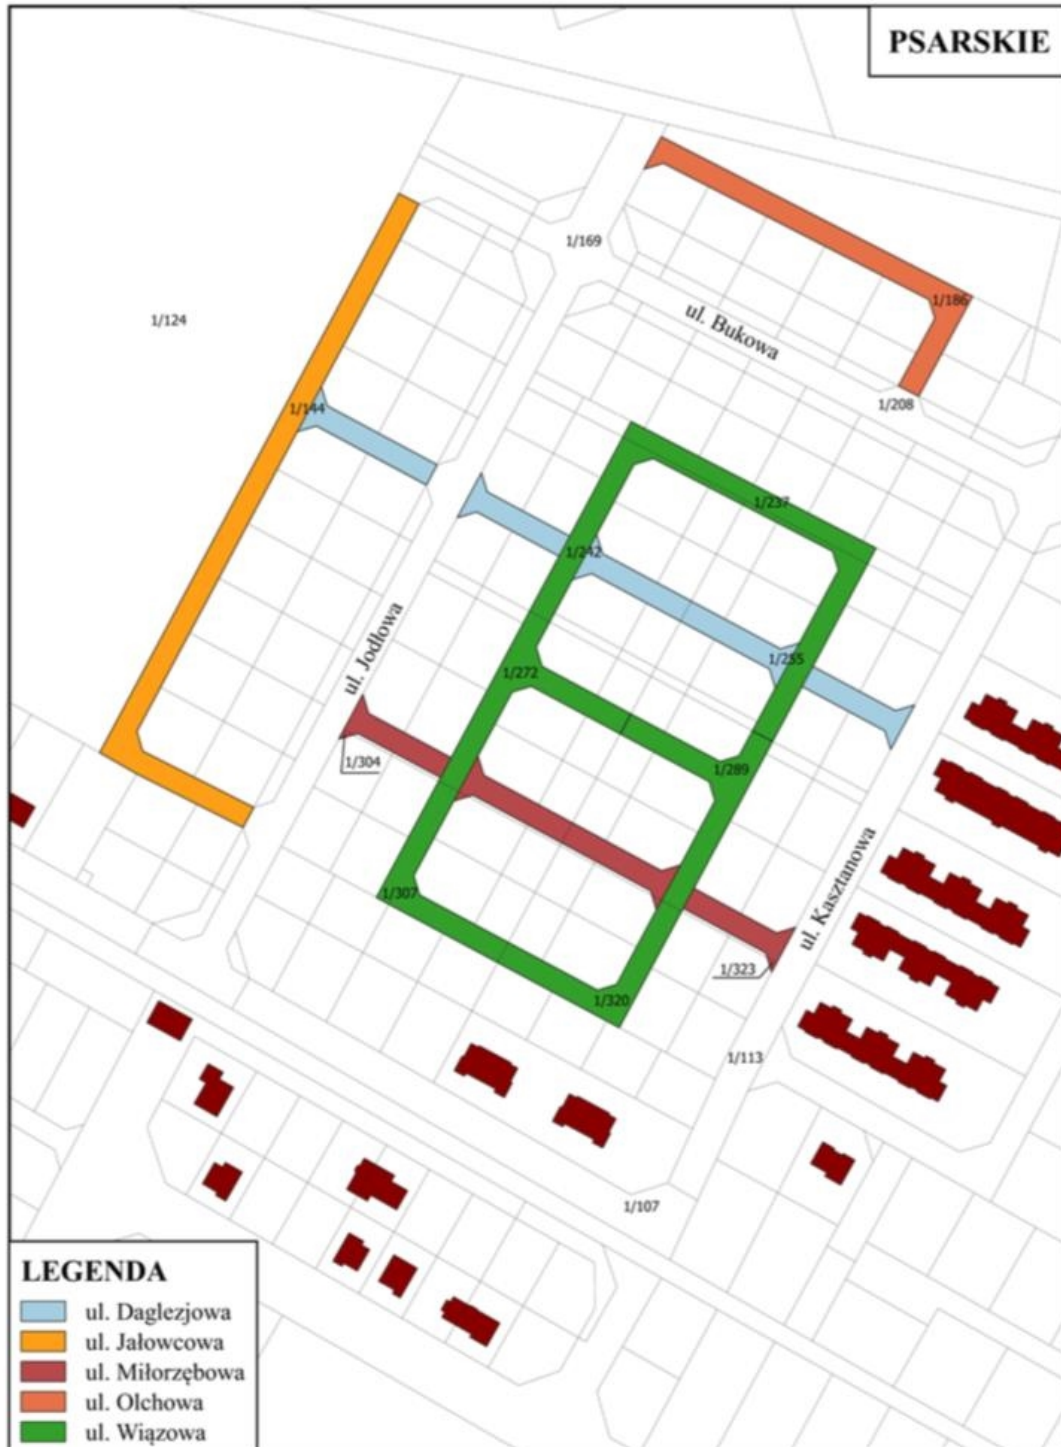 PSARSKIE
1/169
1/186
1/124
ul. Bukowa
1/208
1/144
1/237
1/242
1/255
ul. Jodłowa
1/272
1/304
1/289
1/307
ul. Kasztanowa
1/323
1/320
1/113
1/107
LEGENDA
ul. Daglezjowa
ul. Jałowcowa
ul. Miłorzębowa
ul. Olchowa
ul. Wiązowa